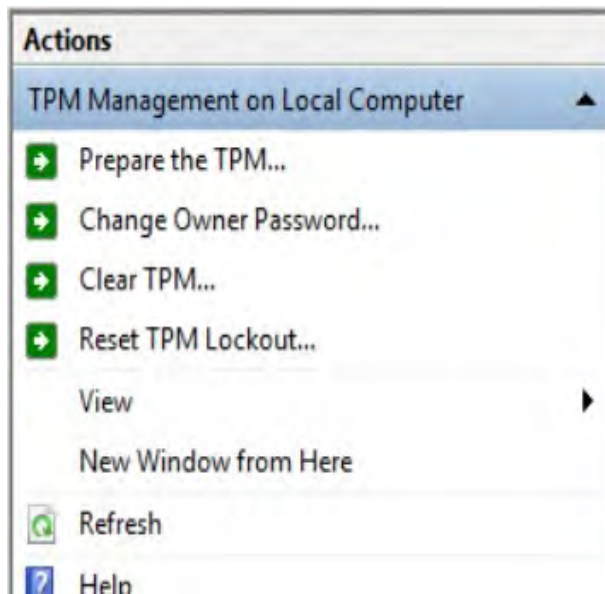 Actions
TPM Management on Local Computer
Prepare the TPM...
Change Owner Password...
Clear TPM...
Reset TPM Lockout...
View
New Window from Here
Refresh
Help